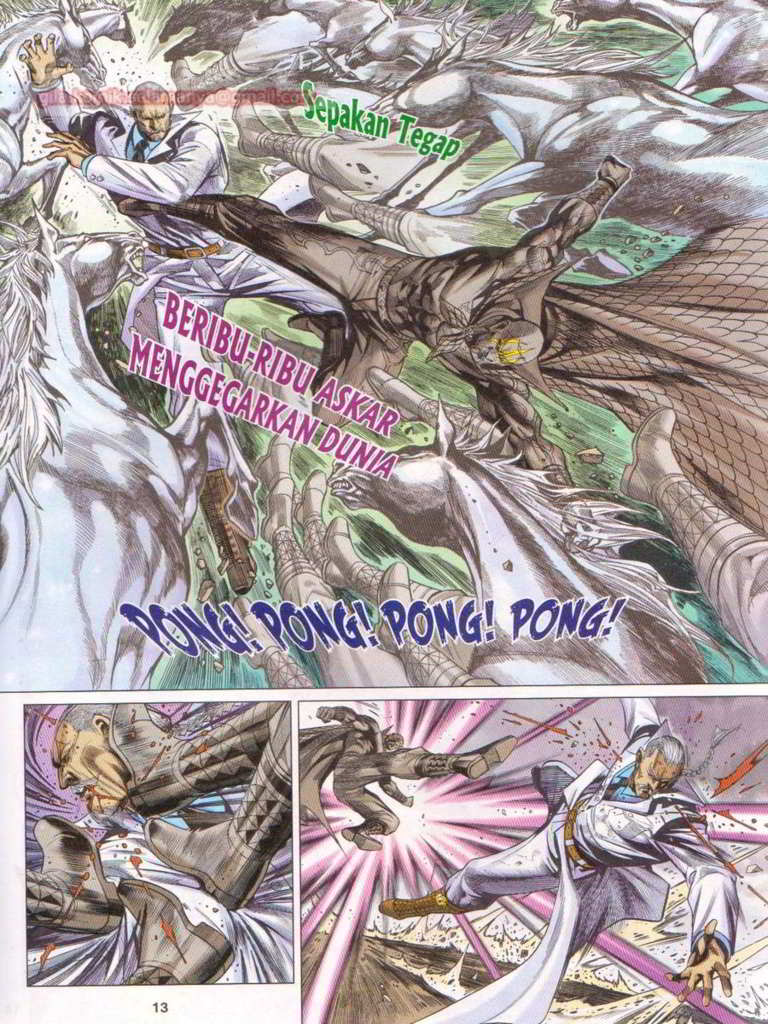 Sepakan Tegap
BERIBU-RIBU ASKAR
MENGGEGARKAN DUNIA
PONG! PONG! PONG! PONG!
13